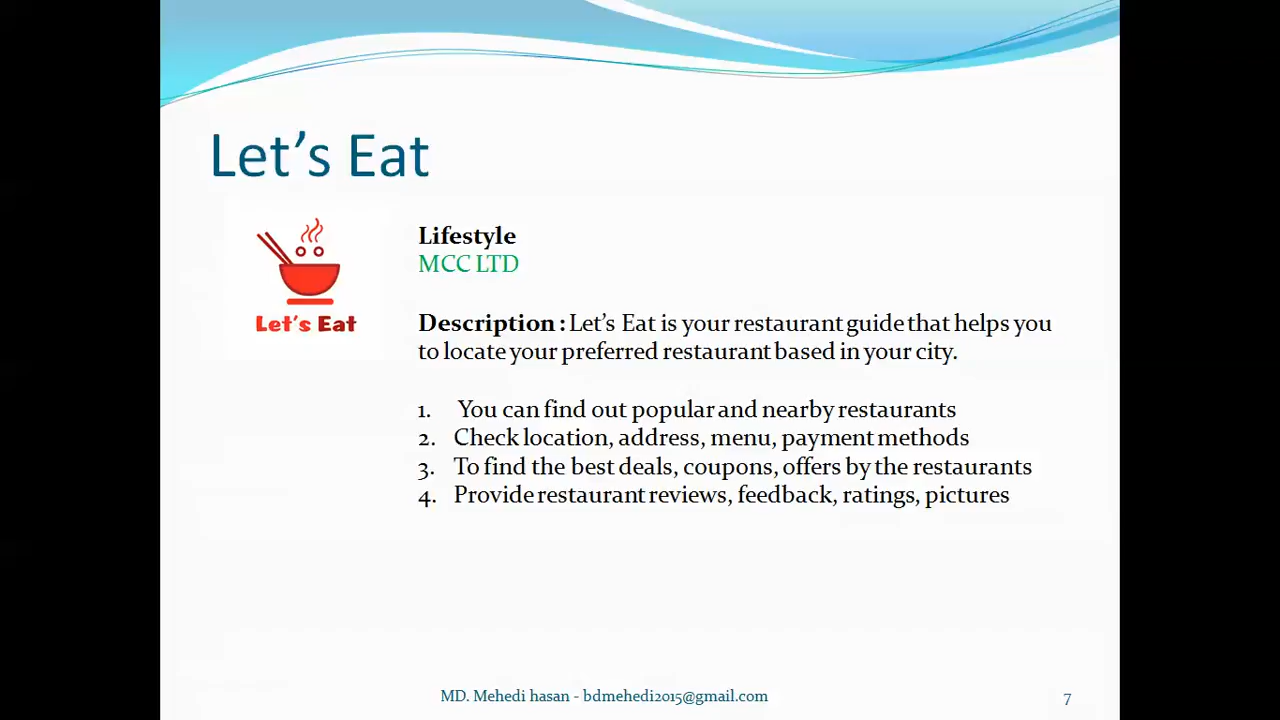 Let’s Eat
Let's Eat
Lifestyle
MCC LTD
Description : Let’s Eat is your restaurant guide that helps you
to locate your preferred restaurant based in your city.
1. You can find out popular and nearby restaurants
2. Check location, address, menu, payment methods
3. To find the best deals, coupons, offers by the restaurants
4. Provide restaurant reviews, feedback, ratings, pictures
MD. Mehedi hasan - bdmehedi2015@gmail.com
7